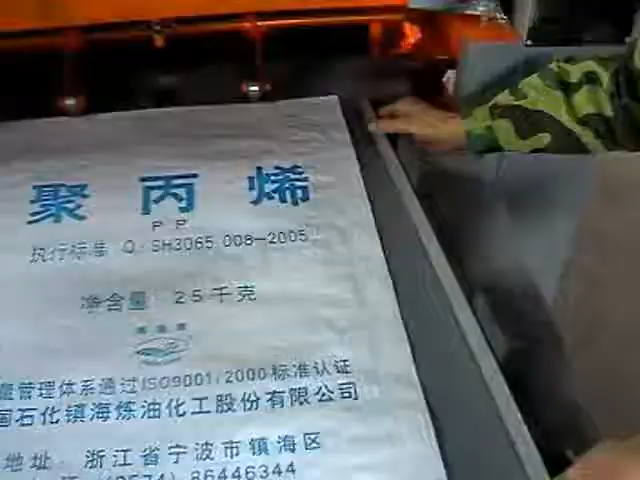 聚丙烯
PP
执行标准 Q/SH3065.008-2005
净含量 25千克
量管理体系通过ISO9001:2000标准认证
国石化镇海炼油化工股份有限公司
地址 浙江省宁波市镇海区
(0574) 86446344